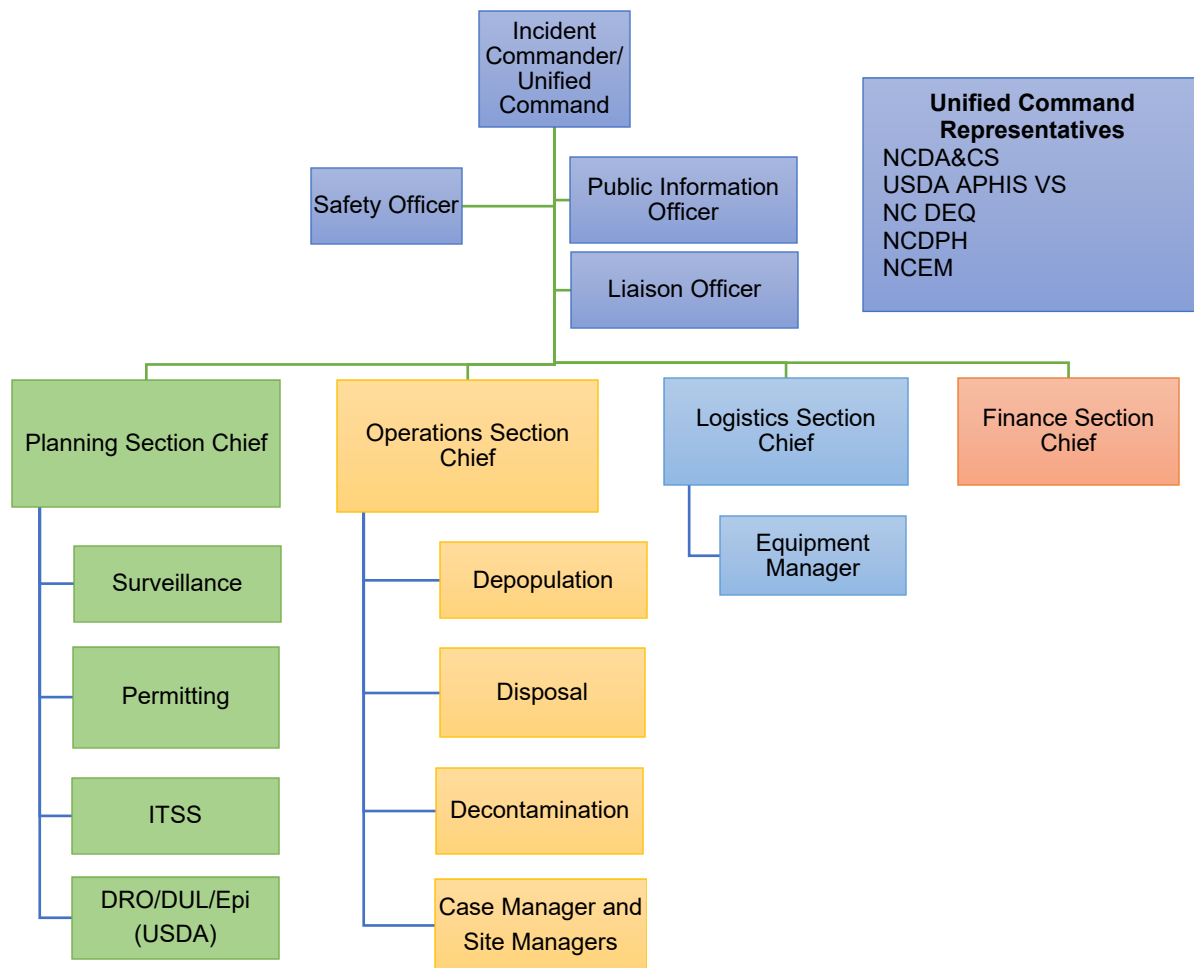 Incident
Commander/
Unified
Command
Unified Command
Representatives
NCDA&CS
USDA APHIS VS
NC DEQ
NCDPH
NCEM
Safety Officer
Public Information
Officer
Liaison Officer
Planning Section Chief
Operations Section
Chief
Logistics Section
Chief
Finance Section
Chief
Surveillance
Permitting
ITSS
DRO/DUL/Epi
(USDA)
Depopulation
Disposal
Decontamination
Case Manager and
Site Managers
Equipment
Manager